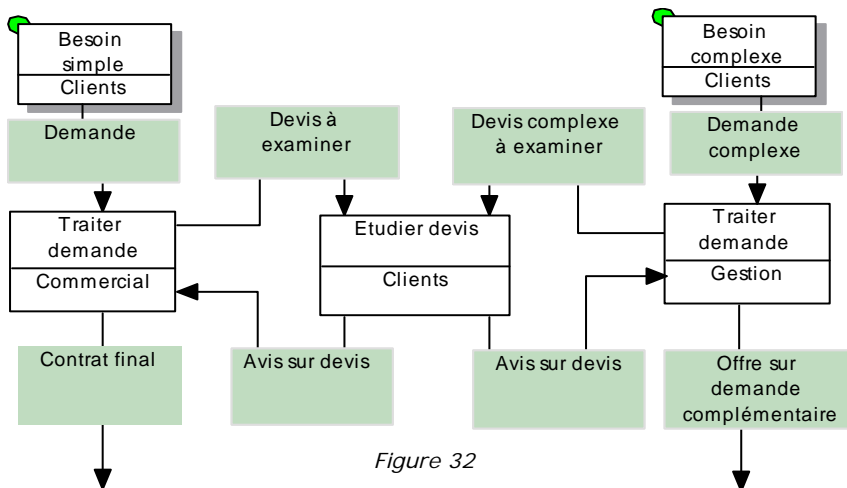 Besoin
simple
Clients
Besoin
complexe
Clients
Demande
Devis à
examiner
Devis complexe
à examiner
Demande
complexe
Traiter
demande
Commercial
Etudier devis
Clients
Traiter
demande
Gestion
Contrat final
Avis sur devis
Avis sur devis
Offre sur
demande
complémentaire
Figure 32